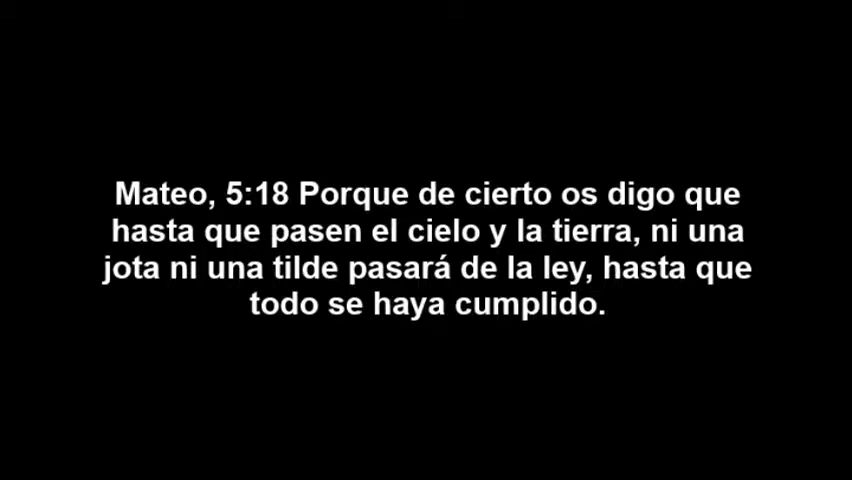 Mateo, 5:18 Porque de cierto os digo que
hasta que pasen el cielo y la tierra, ni una
jota ni una tilde pasará de la ley, hasta que
todo se haya cumplido.